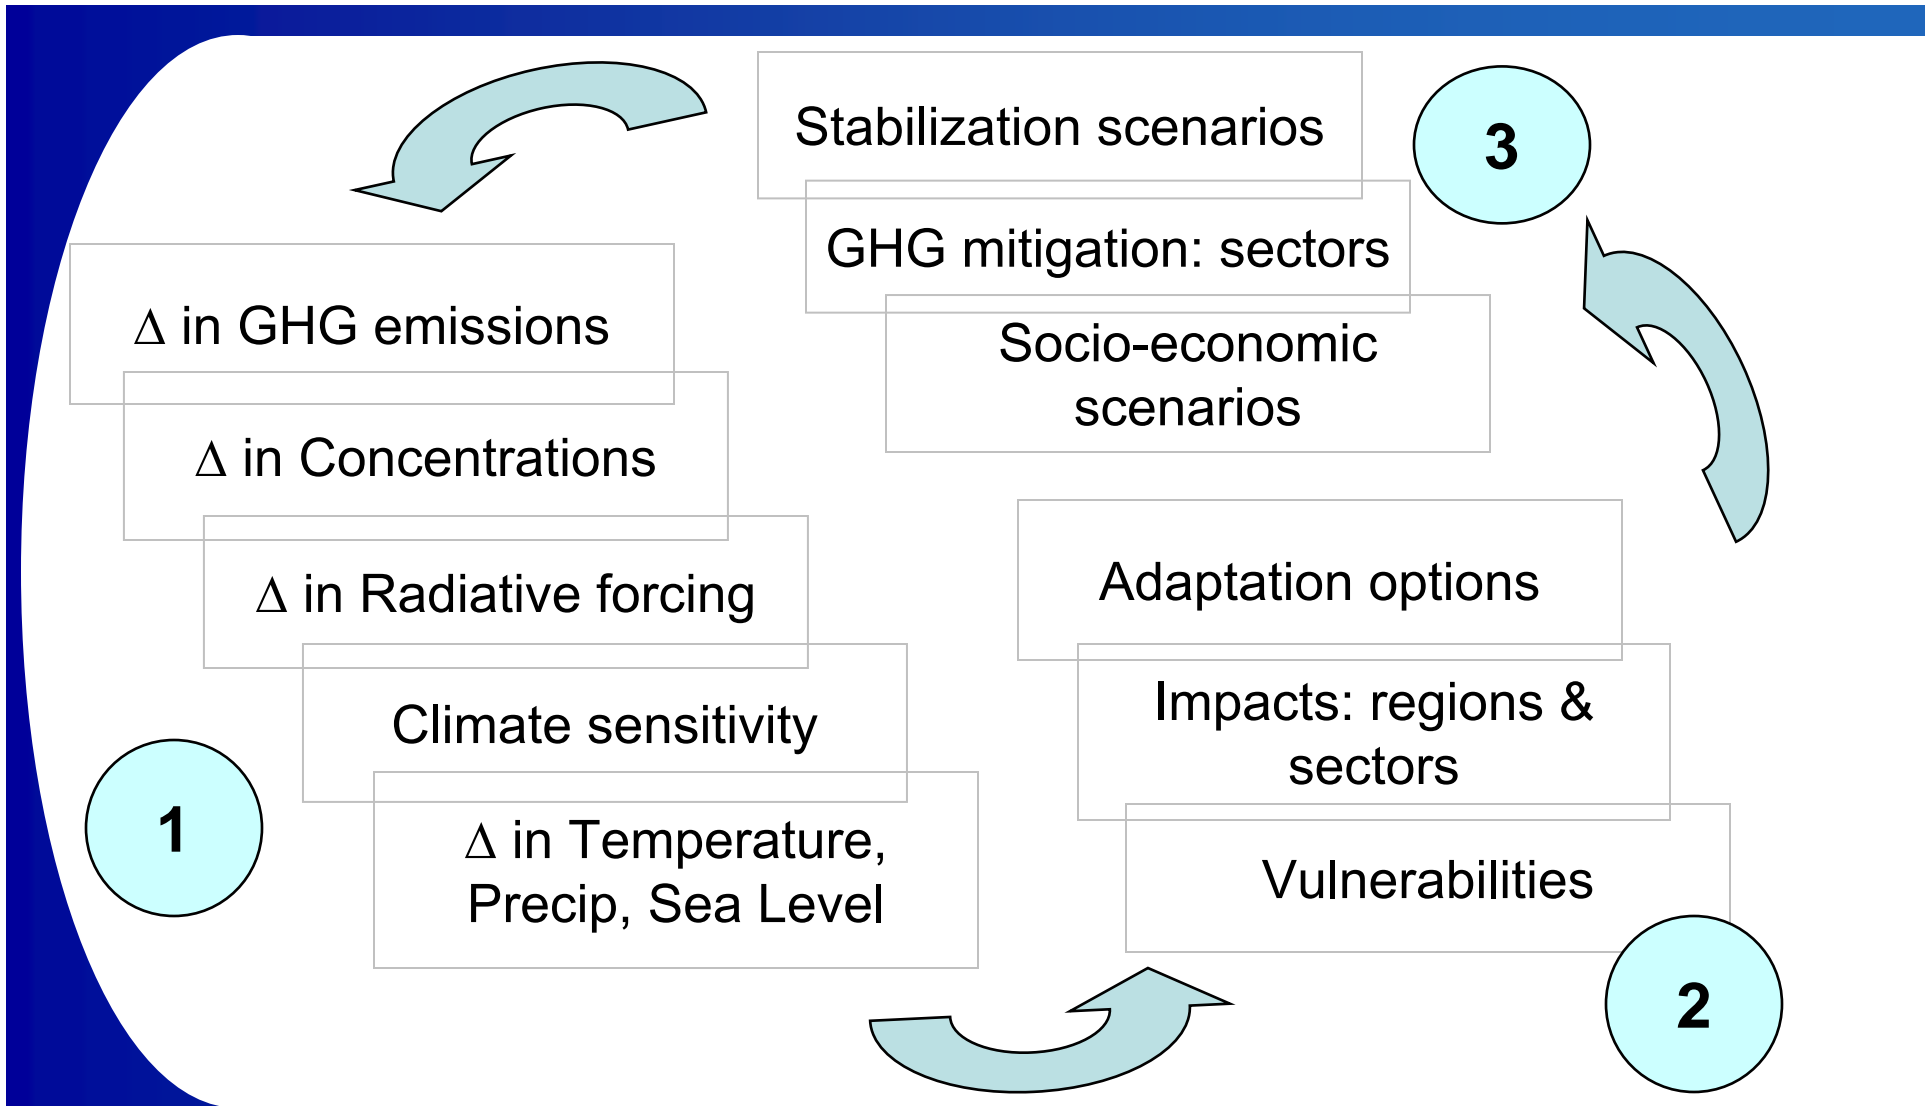 Stabilization scenarios
3
GHG mitigation: sectors
Socio-economic
scenarios
Δ in GHG emissions
Δ in Concentrations
Δ in Radiative forcing
Climate sensitivity
Δ in Temperature,
Precip, Sea Level
1
Adaptation options
Impacts: regions &
sectors
Vulnerabilities
2